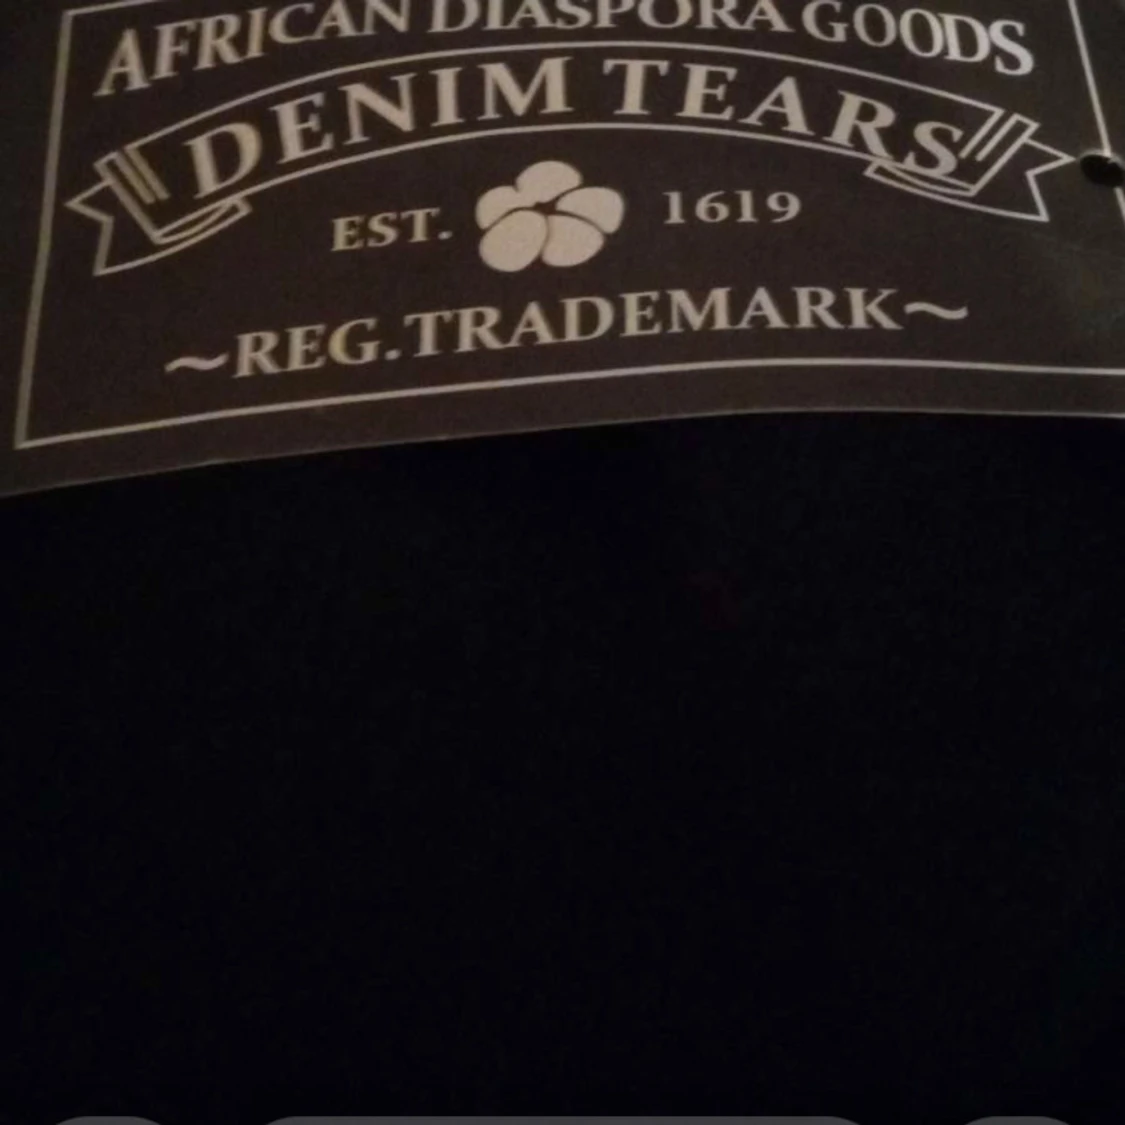 AFRICAN DIASPORA GOODS
DENIM TEARS
EST. 1619
~REG.TRADEMARK~